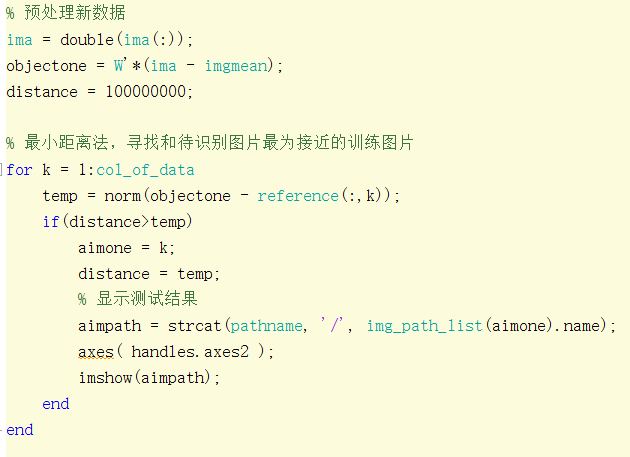 % 预处理新数据
ima = double(ima(:));
objectone = W'*(ima - imgmean);
distance = 100000000;
% 最小距离法，寻找和待识别图片最为接近的训练图片
for k = 1:col_of_data
temp = norm(objectone - reference(:,k));
if(distance>temp)
aimone = k;
distance = temp;
% 显示测试结果
aimpath = strcat(pathname, '/', img_path_list(aimone).name);
axes( handles.axes2 );
imshow(aimpath);
end
end